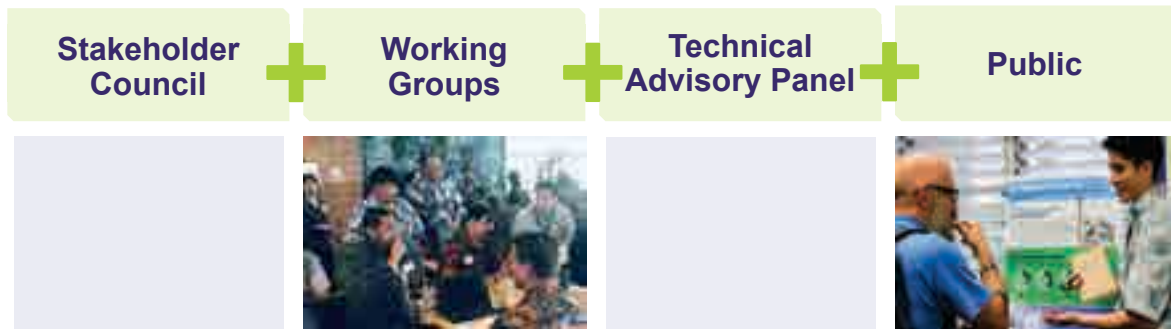 Stakeholder
Council
Working
Groups
Technical
Advisory Panel
Public